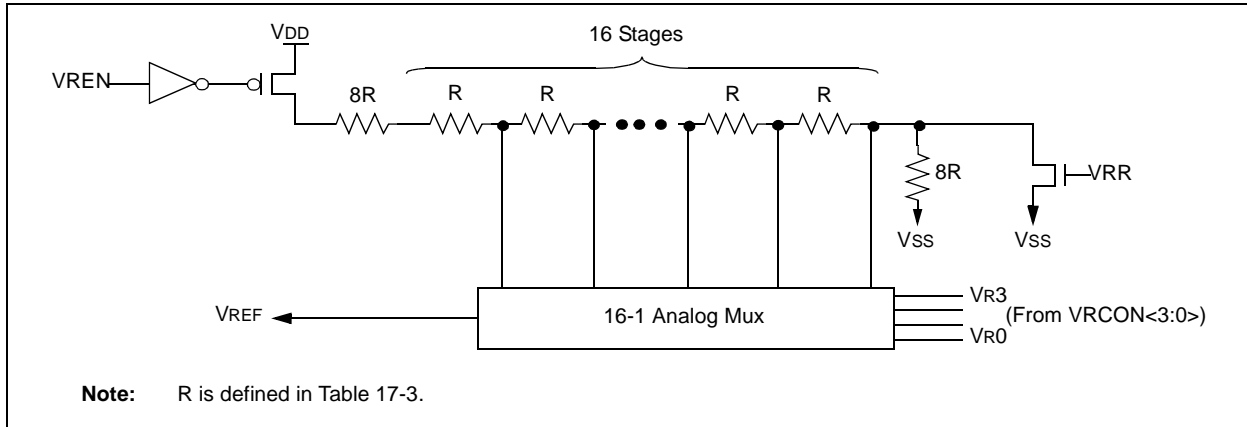 16 Stages
VDD
VREN
8R
R
R
R
R
8R
VRR
VSS
VSS
VREF
16-1 Analog Mux
VR3
(From VRCON<3:0>)
VR0
Note: R is defined in Table 17-3.